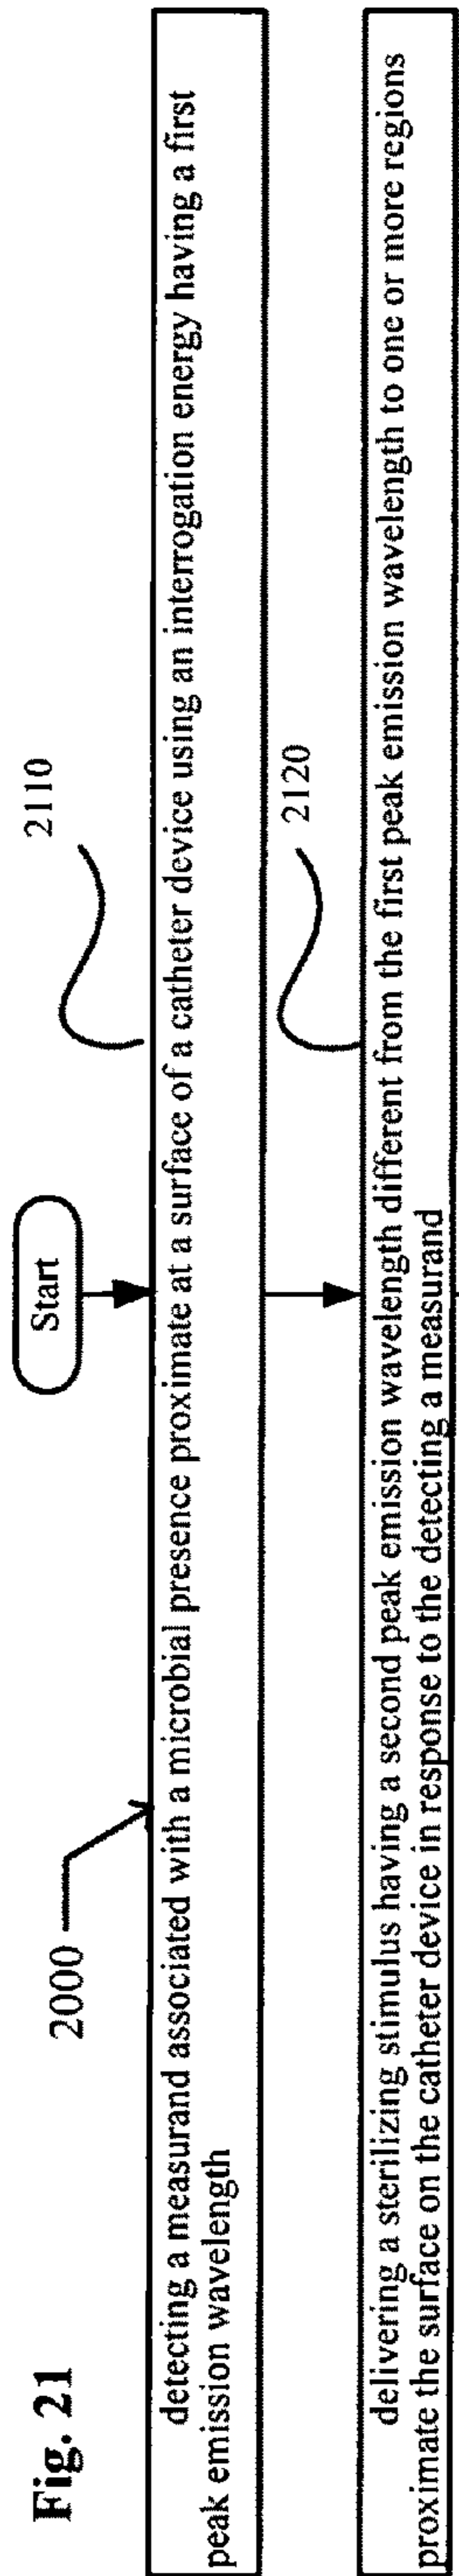 Fig. 21
Start
2000
2110
detecting a measurand associated with a microbial presence proximate at a surface of a catheter device using an interrogation energy having a first
peak emission wavelength
2120
delivering a sterilizing stimulus having a second peak emission wavelength different from the first peak emission wavelength to one or more regions
proximate the surface on the catheter device in response to the detecting a measurand